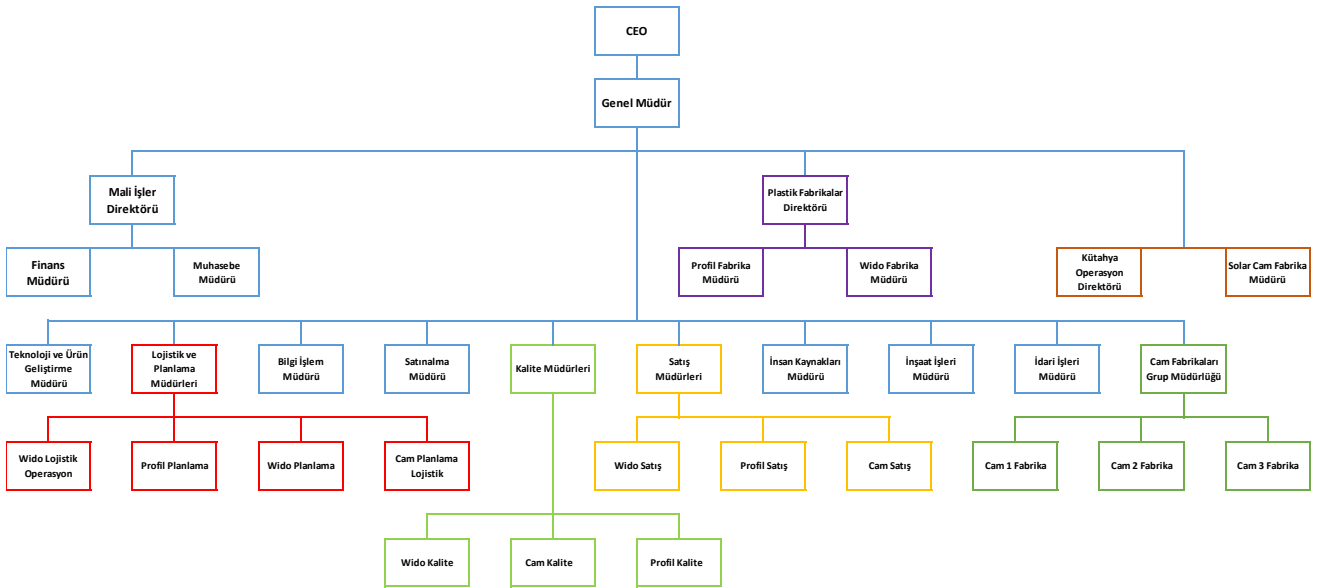 CEO
Genel Müdür
Mali İşler
Direktörü
Plastik Fabrikalar
Direktörü
Finans
Müdürü
Muhasebe
Müdürü
Profil Fabrika
Müdürü
Wido Fabrika
Müdürü
Kütahya
Operasyon
Direktörü
Solar Cam Fabrika
Müdürü
Teknoloji ve Ürün
Geliştirme
Müdürü
Lojistik ve
Planlama
Müdürleri
Bilgi İşlem
Müdürü
Satınalma
Müdürü
Kalite Müdürleri
Satış
Müdürleri
İnsan Kaynakları
Müdürü
İnşaat İşleri
Müdürü
İdari İşleri
Müdürü
Cam Fabrikaları
Grup Müdürlüğü
Wido Lojistik
Operasyon
Profil Planlama
Wido Planlama
Cam Planlama
Lojistik
Wido Satış
Profil Satış
Cam Satış
Cam 1 Fabrika
Cam 2 Fabrika
Cam 3 Fabrika
Wido Kalite
Cam Kalite
Profil Kalite